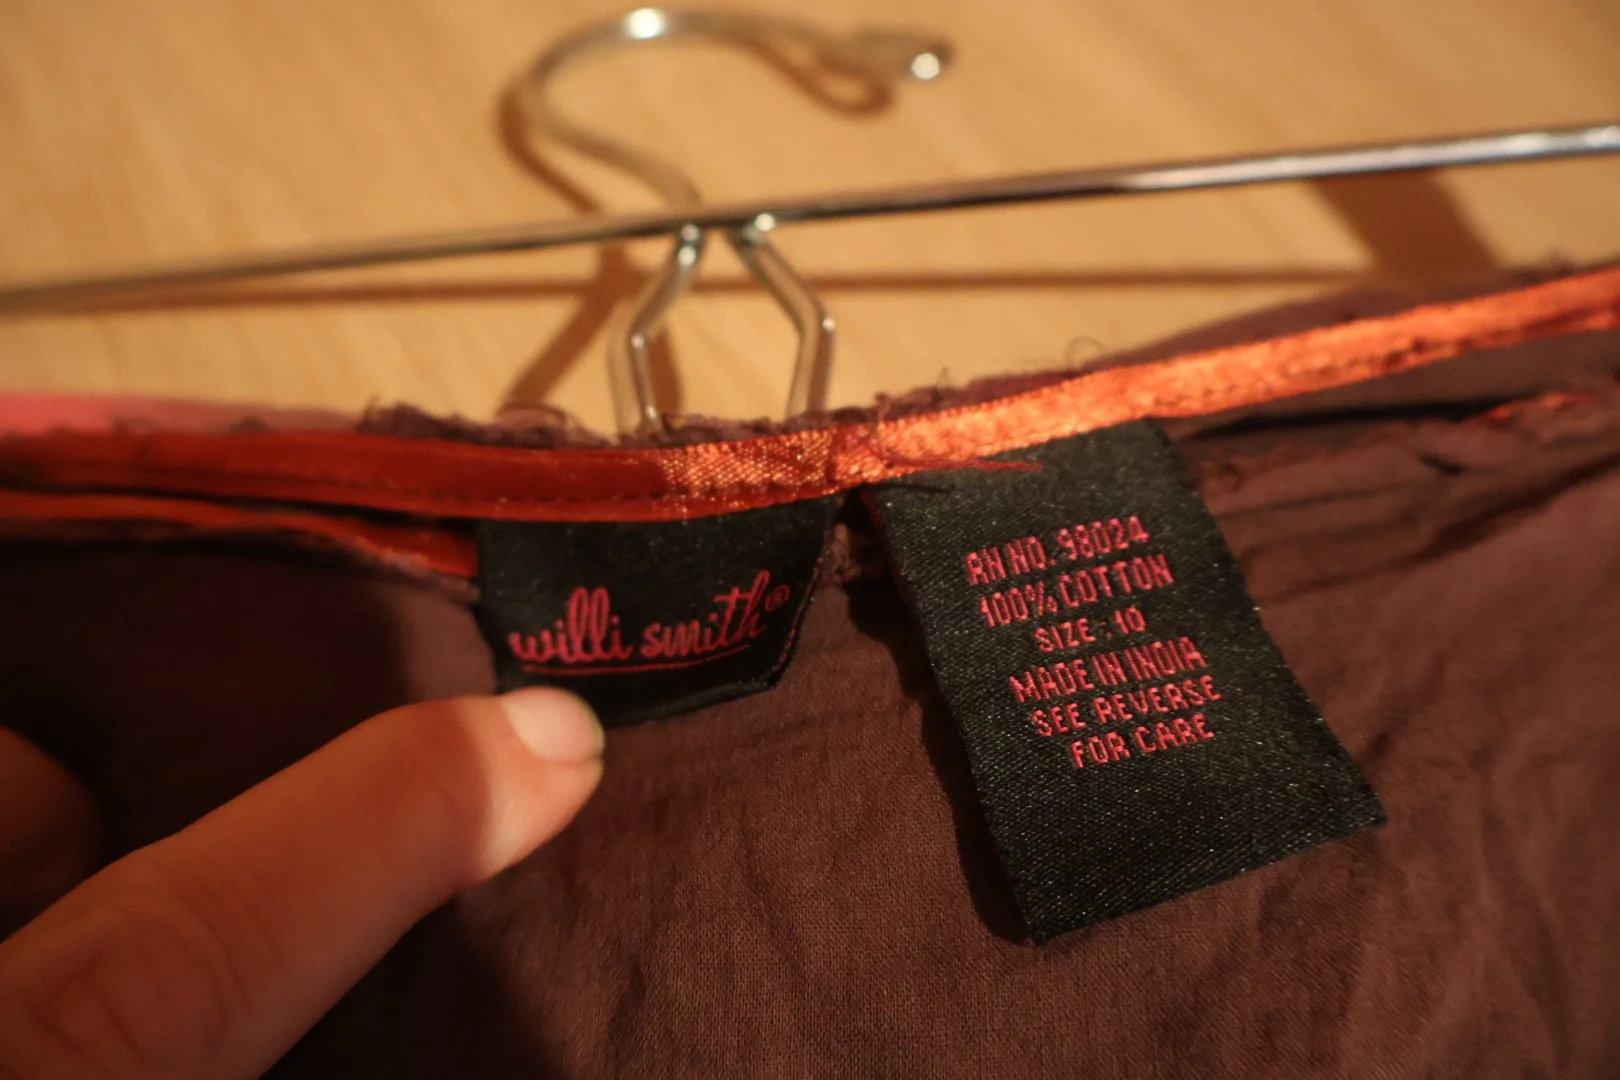 willi smith®
RN NO. 98024
100% COTTON
SIZE : 10
MADE IN INDIA
SEE REVERSE
FOR CARE